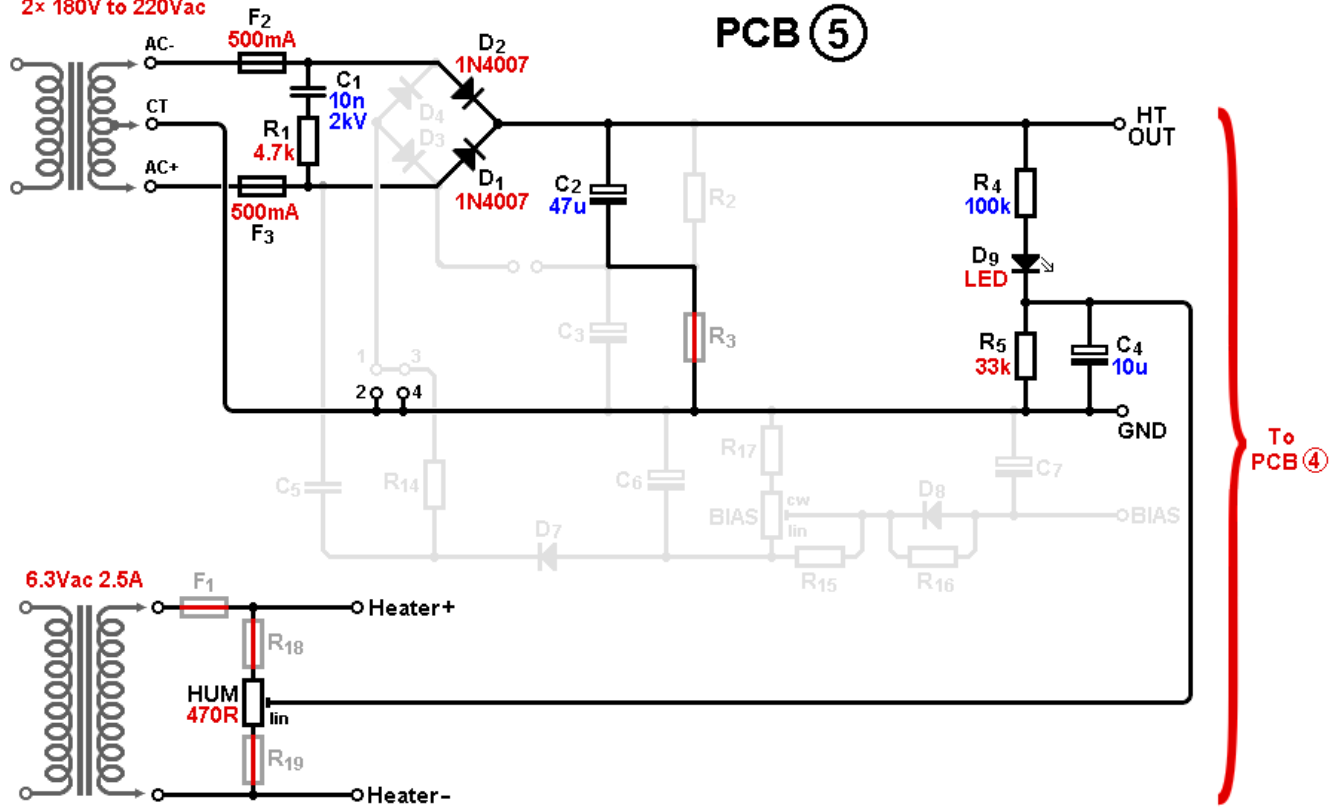 2× 180V to 220Vac
PCB 5
F2
500mA
AC-
D2
1N4007
C1
10n
2kV
D4
CT
HT
OUT
R1
4.7k
D3
AC+
D1
1N4007
C2
47u
R2
R4
100k
500mA
F3
D9
LED
C3
R3
R5
33k
C4
10u
1
3
2
4
GND
To
PCB 4
R17
C5
R14
C6
C7
D8
BIAS
cw
lin
BIAS
D7
R15
R16
6.3Vac 2.5A
F1
Heater+
R18
HUM
470R
lin
R19
Heater-